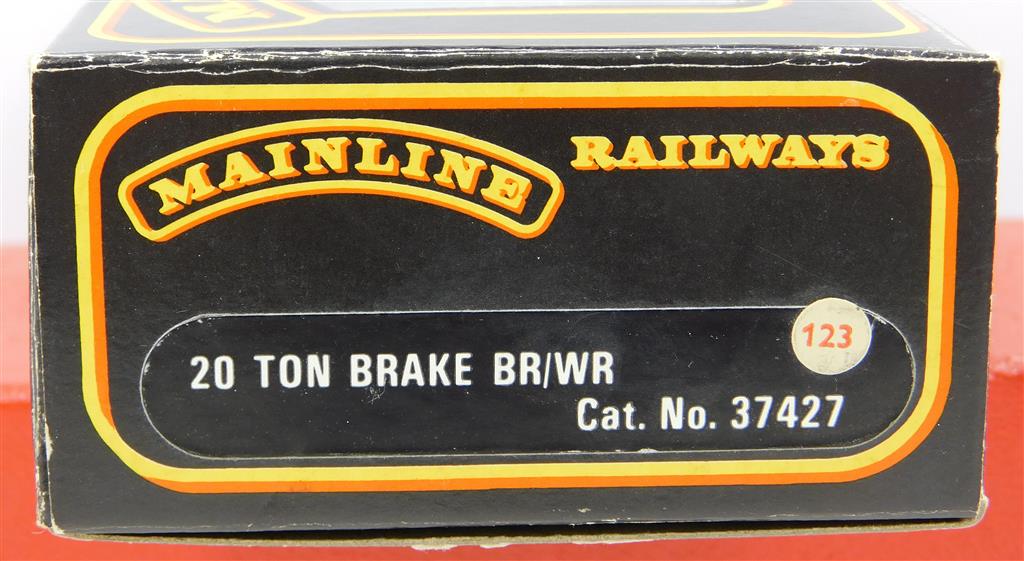 MAINLINE RAILWAYS
123
20 TON BRAKE BR/WR
Cat. No. 37427